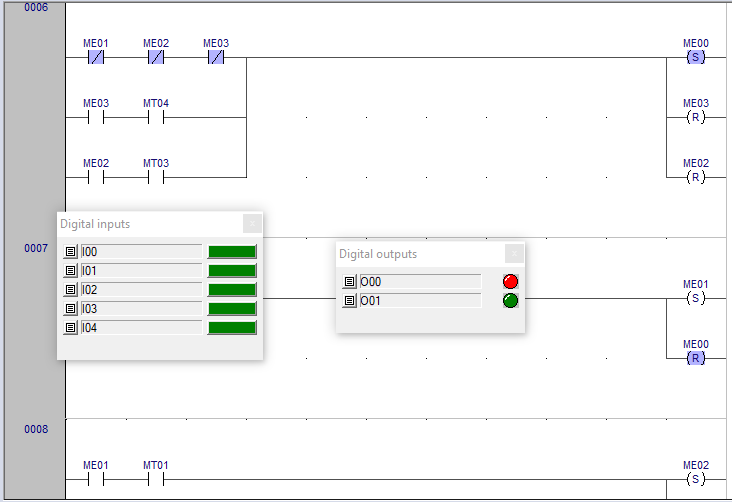 0006
ME01 ME02 ME03 ME00
S
ME03 MT04 ME03
R
ME02 MT03 ME02
R
Digital inputs
I00
I01
I02
I03
I04
0007
Digital outputs
O00
O01
ME01
S
ME00
R
0008
ME01 MT01 ME02
S